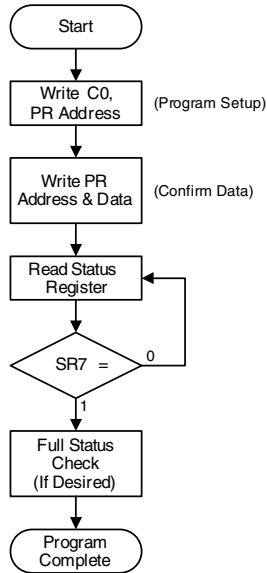 Start
Write C0,
PR Address
(Program Setup)
Write PR
Address & Data
(Confirm Data)
Read Status
Register
SR7 =
0
1
Full Status
Check
(If Desired)
Program
Complete